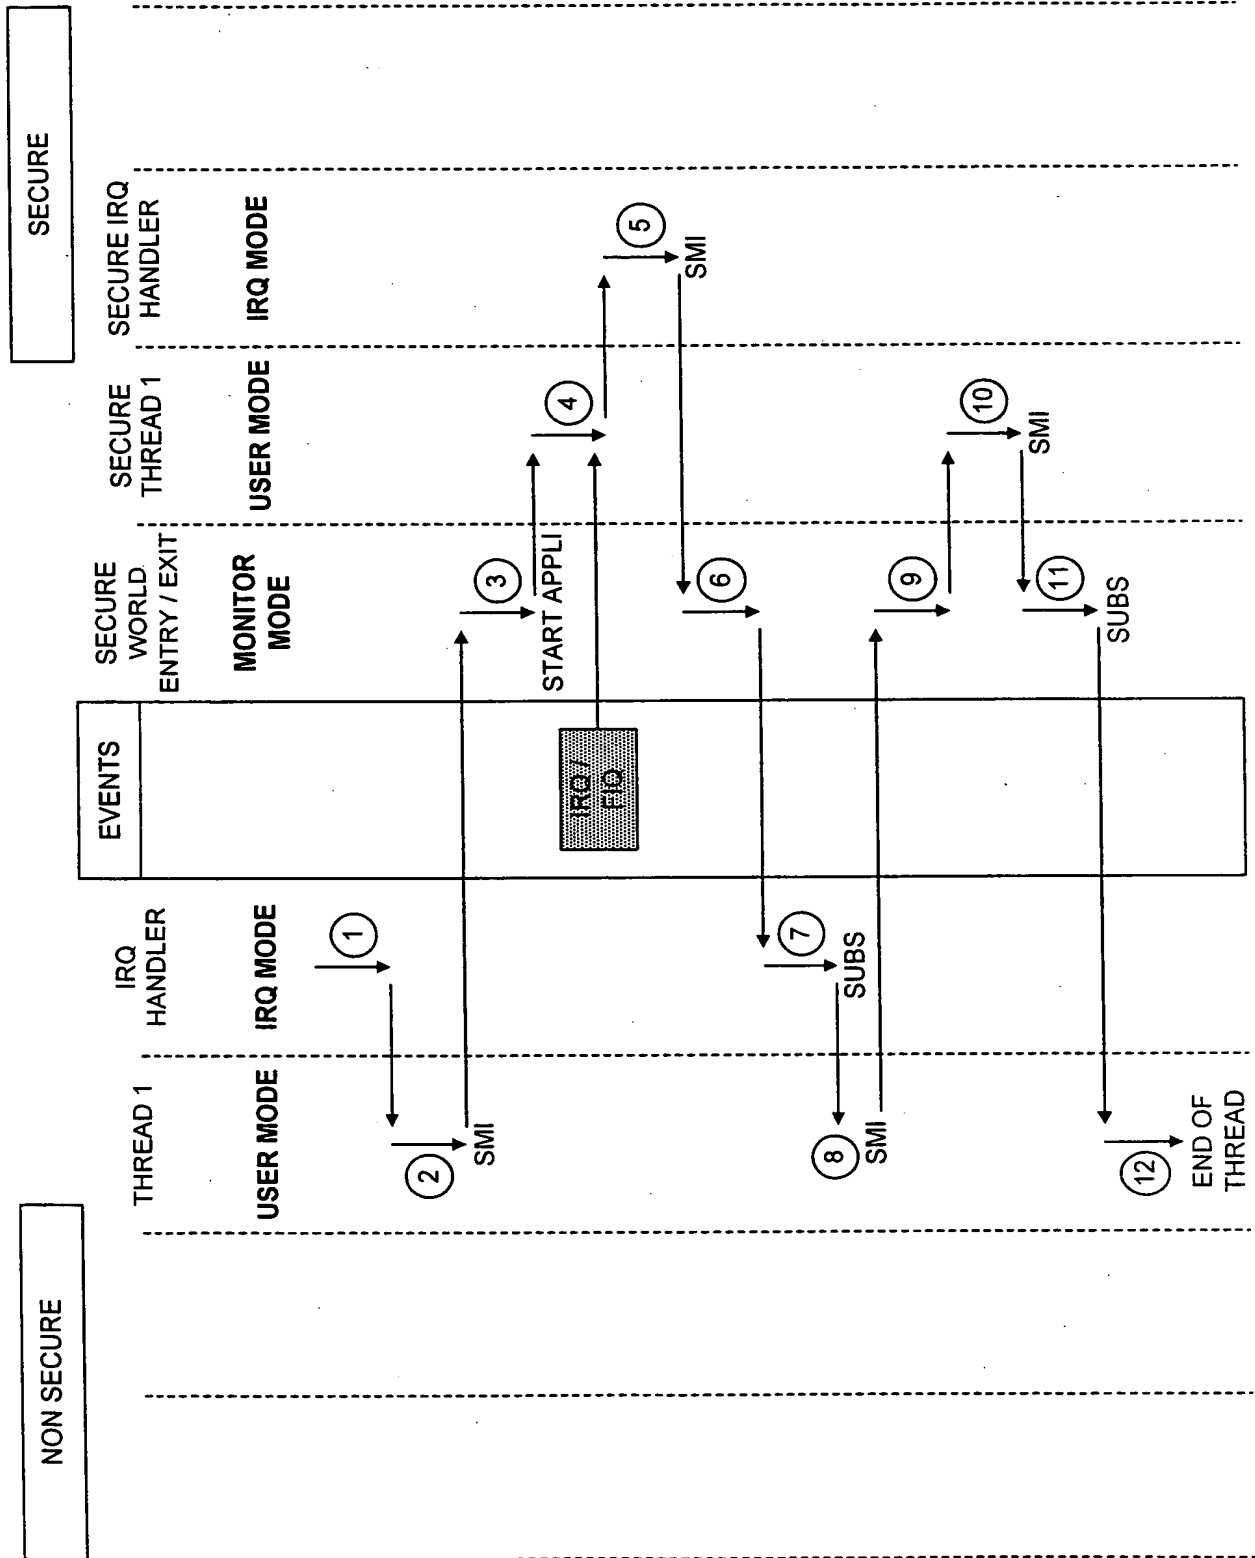 NON SECURE
SECURE
THREAD 1
USER MODE
IRQ
HANDLER
IRQ MODE
EVENTS
SECURE
WORLD
ENTRY / EXIT
MONITOR
MODE
SECURE
THREAD 1
USER MODE
SECURE IRQ
HANDLER
IRQ MODE
1
2
SMI
3
START APPLI
4
IRQ /
FIQ
5
SMI
6
7
SUBS
8
SMI
9
10
SMI
11
SUBS
12
END OF
THREAD